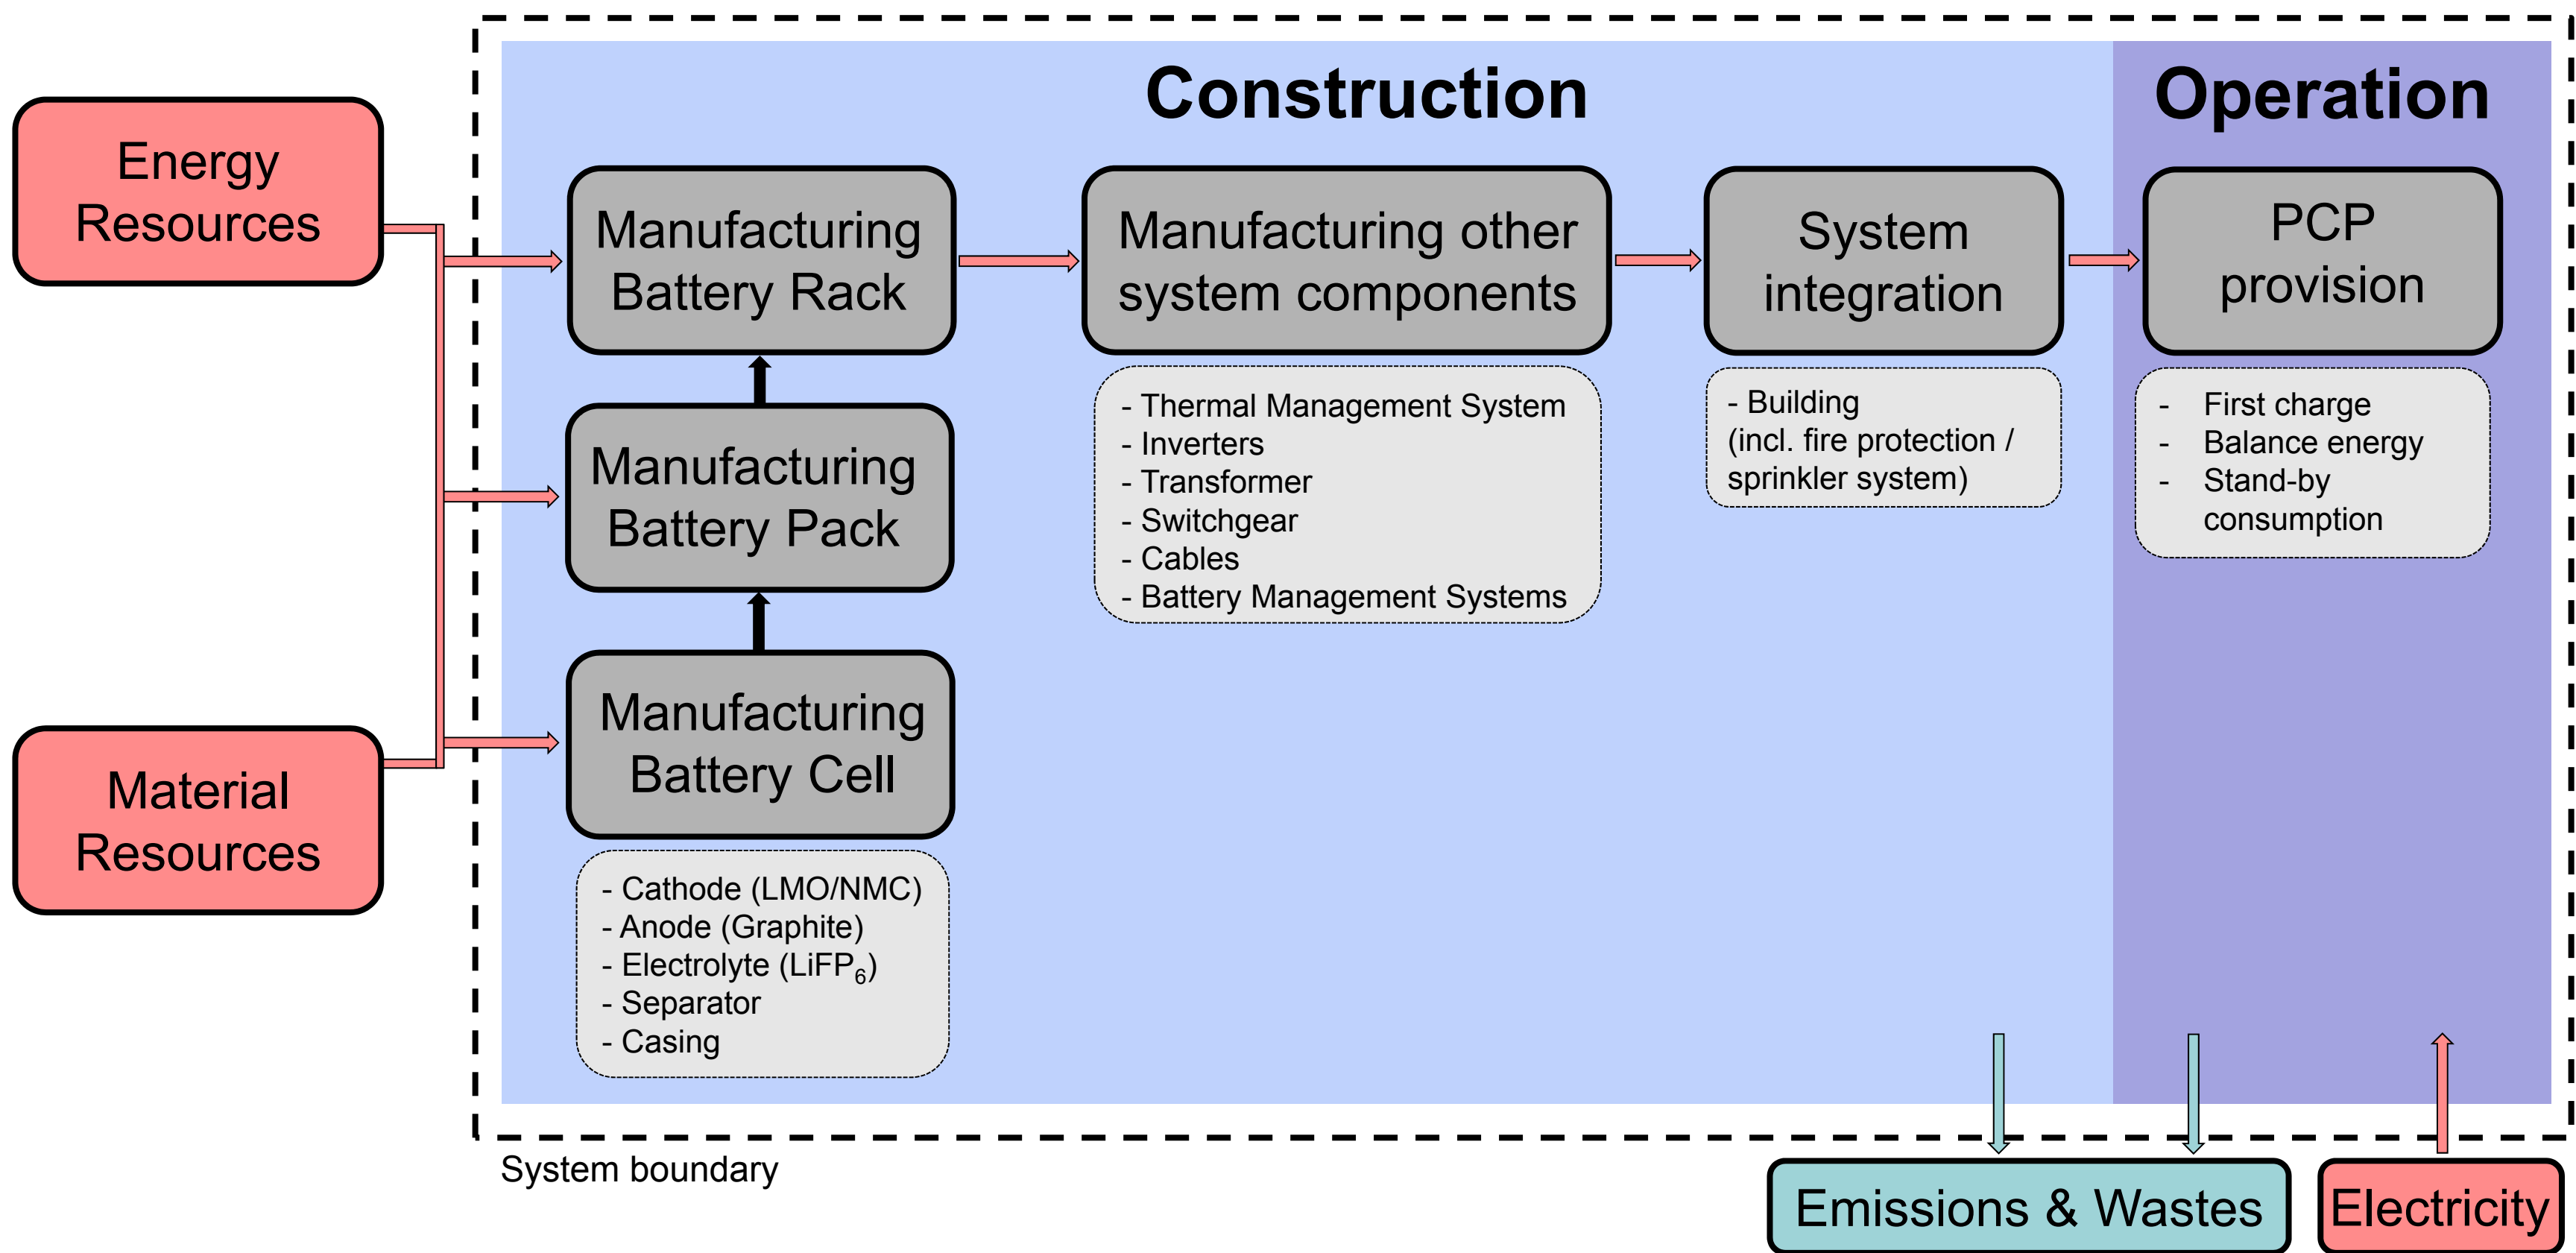 Construction
Operation
Energy
Resources
Material
Resources
Manufacturing
Battery Rack
Manufacturing
Battery Pack
Manufacturing
Battery Cell
- Cathode (LMO/NMC)
- Anode (Graphite)
- Electrolyte (LiFP₆)
- Separator
- Casing
Manufacturing other
system components
- Thermal Management System
- Inverters
- Transformer
- Switchgear
- Cables
- Battery Management Systems
System
integration
- Building
(incl. fire protection /
sprinkler system)
PCP
provision
- First charge
- Balance energy
- Stand-by
consumption
System boundary
Emissions & Wastes
Electricity